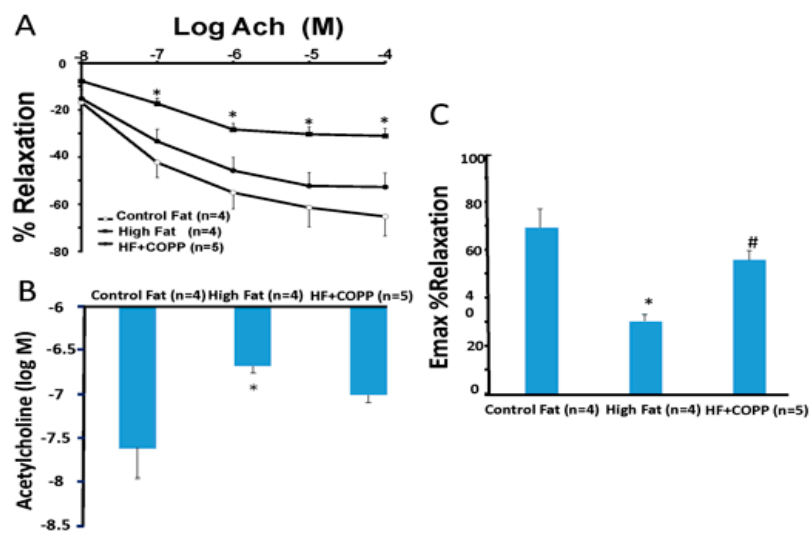 A
Log Ach (M)
-8 -7 -6 -5 -4
0
-20
-40
-60
-80
% Relaxation
* * * *
Control Fat (n=4)
High Fat (n=4)
HF+COPP (n=5)
B
Control Fat (n=4) High Fat (n=4) HF+COPP (n=5)
-6
-6.5
-7
-7.5
-8
-8.5
Acetylcholine (log M)
*
C
100
80
60
4
0
20
0
Emax %Relaxation
*
#
Control Fat (n=4) High Fat (n=4) HF+COPP (n=5)